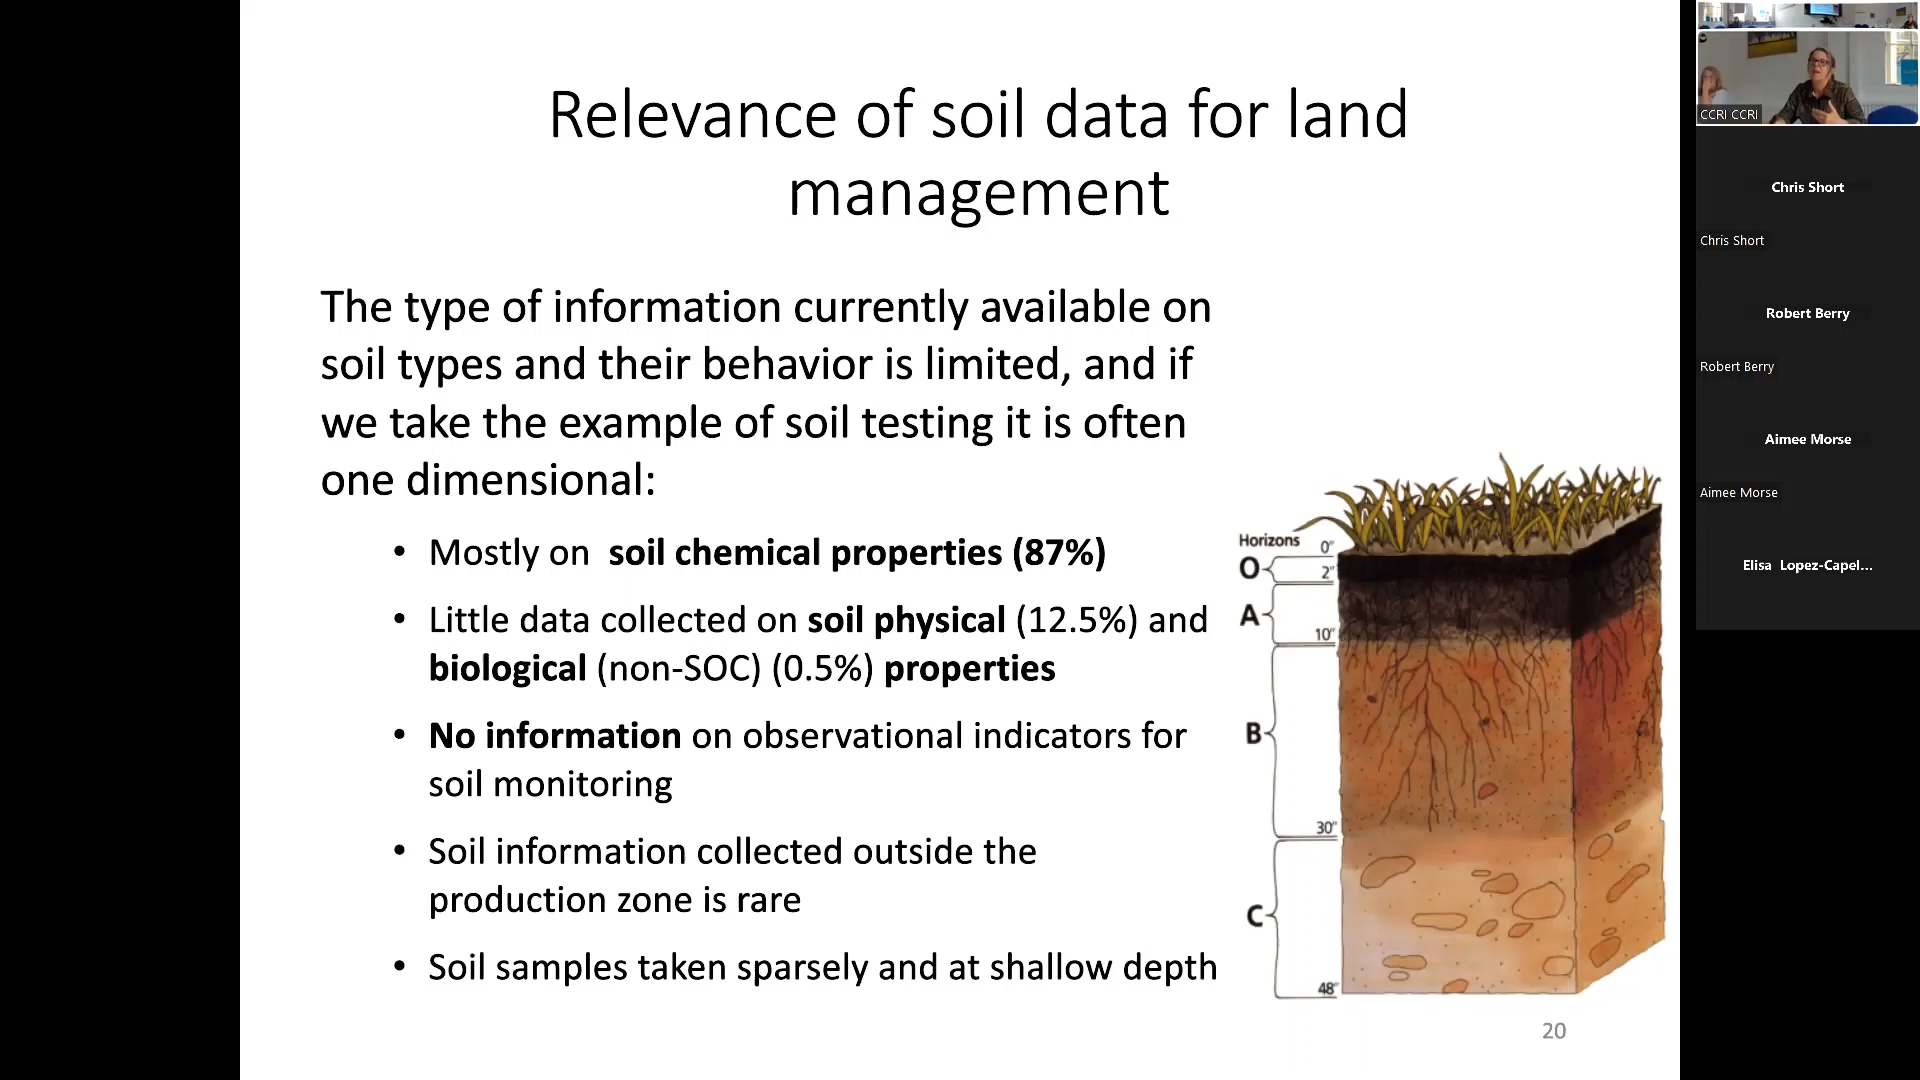 Relevance of soil data for land
management
The type of information currently available on
soil types and their behavior is limited, and if
we take the example of soil testing it is often
one dimensional:
• Mostly on soil chemical properties (87%)
• Little data collected on soil physical (12.5%) and
biological (non-SOC) (0.5%) properties
• No information on observational indicators for
soil monitoring
• Soil information collected outside the
production zone is rare
• Soil samples taken sparsely and at shallow depth
Horizons
0"
O
2"
A
10"
B
30"
C
48"
20
CCRI CCRI
Chris Short
Chris Short
Robert Berry
Robert Berry
Aimee Morse
Aimee Morse
Elisa Lopez-Capel...